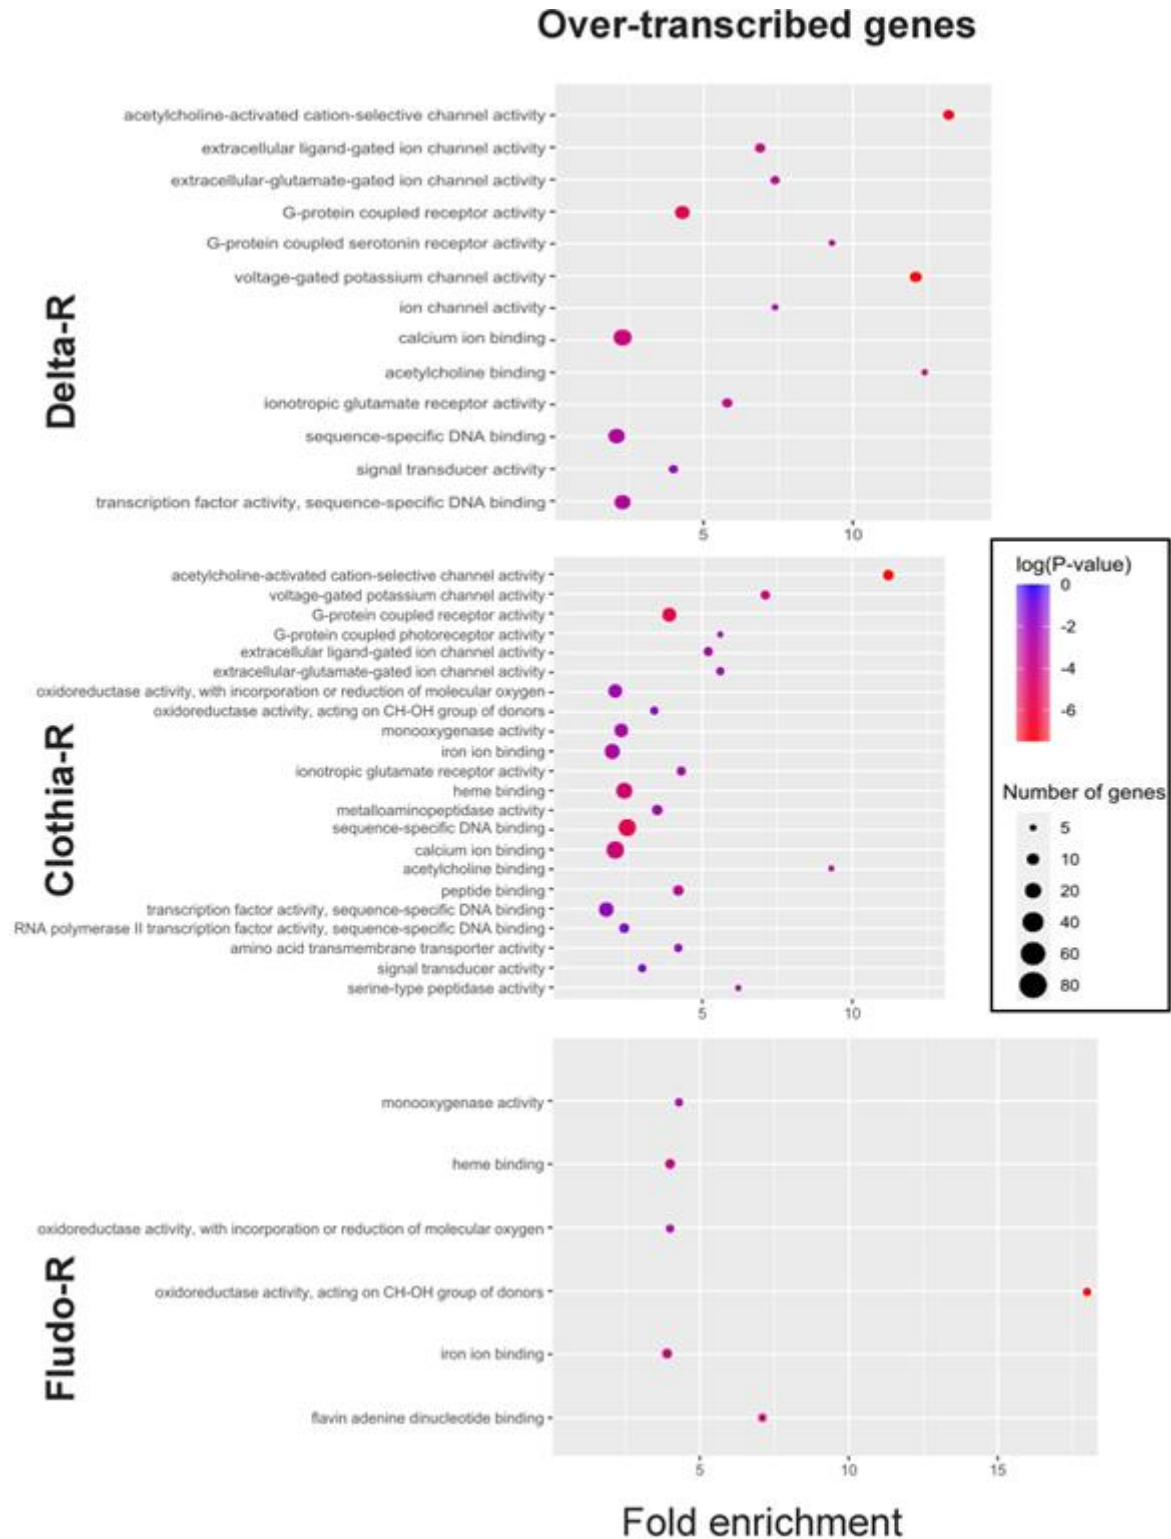 Over-transcribed genes
Delta-R
acetylcholine-activated cation-selective channel activity
extracellular ligand-gated ion channel activity
extracellular-glutamate-gated ion channel activity
G-protein coupled receptor activity
G-protein coupled serotonin receptor activity
voltage-gated potassium channel activity
ion channel activity
calcium ion binding
acetylcholine binding
ionotropic glutamate receptor activity
sequence-specific DNA binding
signal transducer activity
transcription factor activity, sequence-specific DNA binding
5 10
Clothia-R
acetylcholine-activated cation-selective channel activity
voltage-gated potassium channel activity
G-protein coupled receptor activity
G-protein coupled photoreceptor activity
extracellular ligand-gated ion channel activity
extracellular-glutamate-gated ion channel activity
oxidoreductase activity, with incorporation or reduction of molecular oxygen
oxidoreductase activity, acting on CH-OH group of donors
monooxygenase activity
iron ion binding
ionotropic glutamate receptor activity
heme binding
metalloaminopeptidase activity
sequence-specific DNA binding
calcium ion binding
acetylcholine binding
peptide binding
transcription factor activity, sequence-specific DNA binding
RNA polymerase II transcription factor activity, sequence-specific DNA binding
amino acid transmembrane transporter activity
signal transducer activity
serine-type peptidase activity
5 10
log(P-value)
0
-2
-4
-6
Number of genes
5
10
20
40
60
80
Fludo-R
monooxygenase activity
heme binding
oxidoreductase activity, with incorporation or reduction of molecular oxygen
oxidoreductase activity, acting on CH-OH group of donors
iron ion binding
flavin adenine dinucleotide binding
5 10 15
Fold enrichment